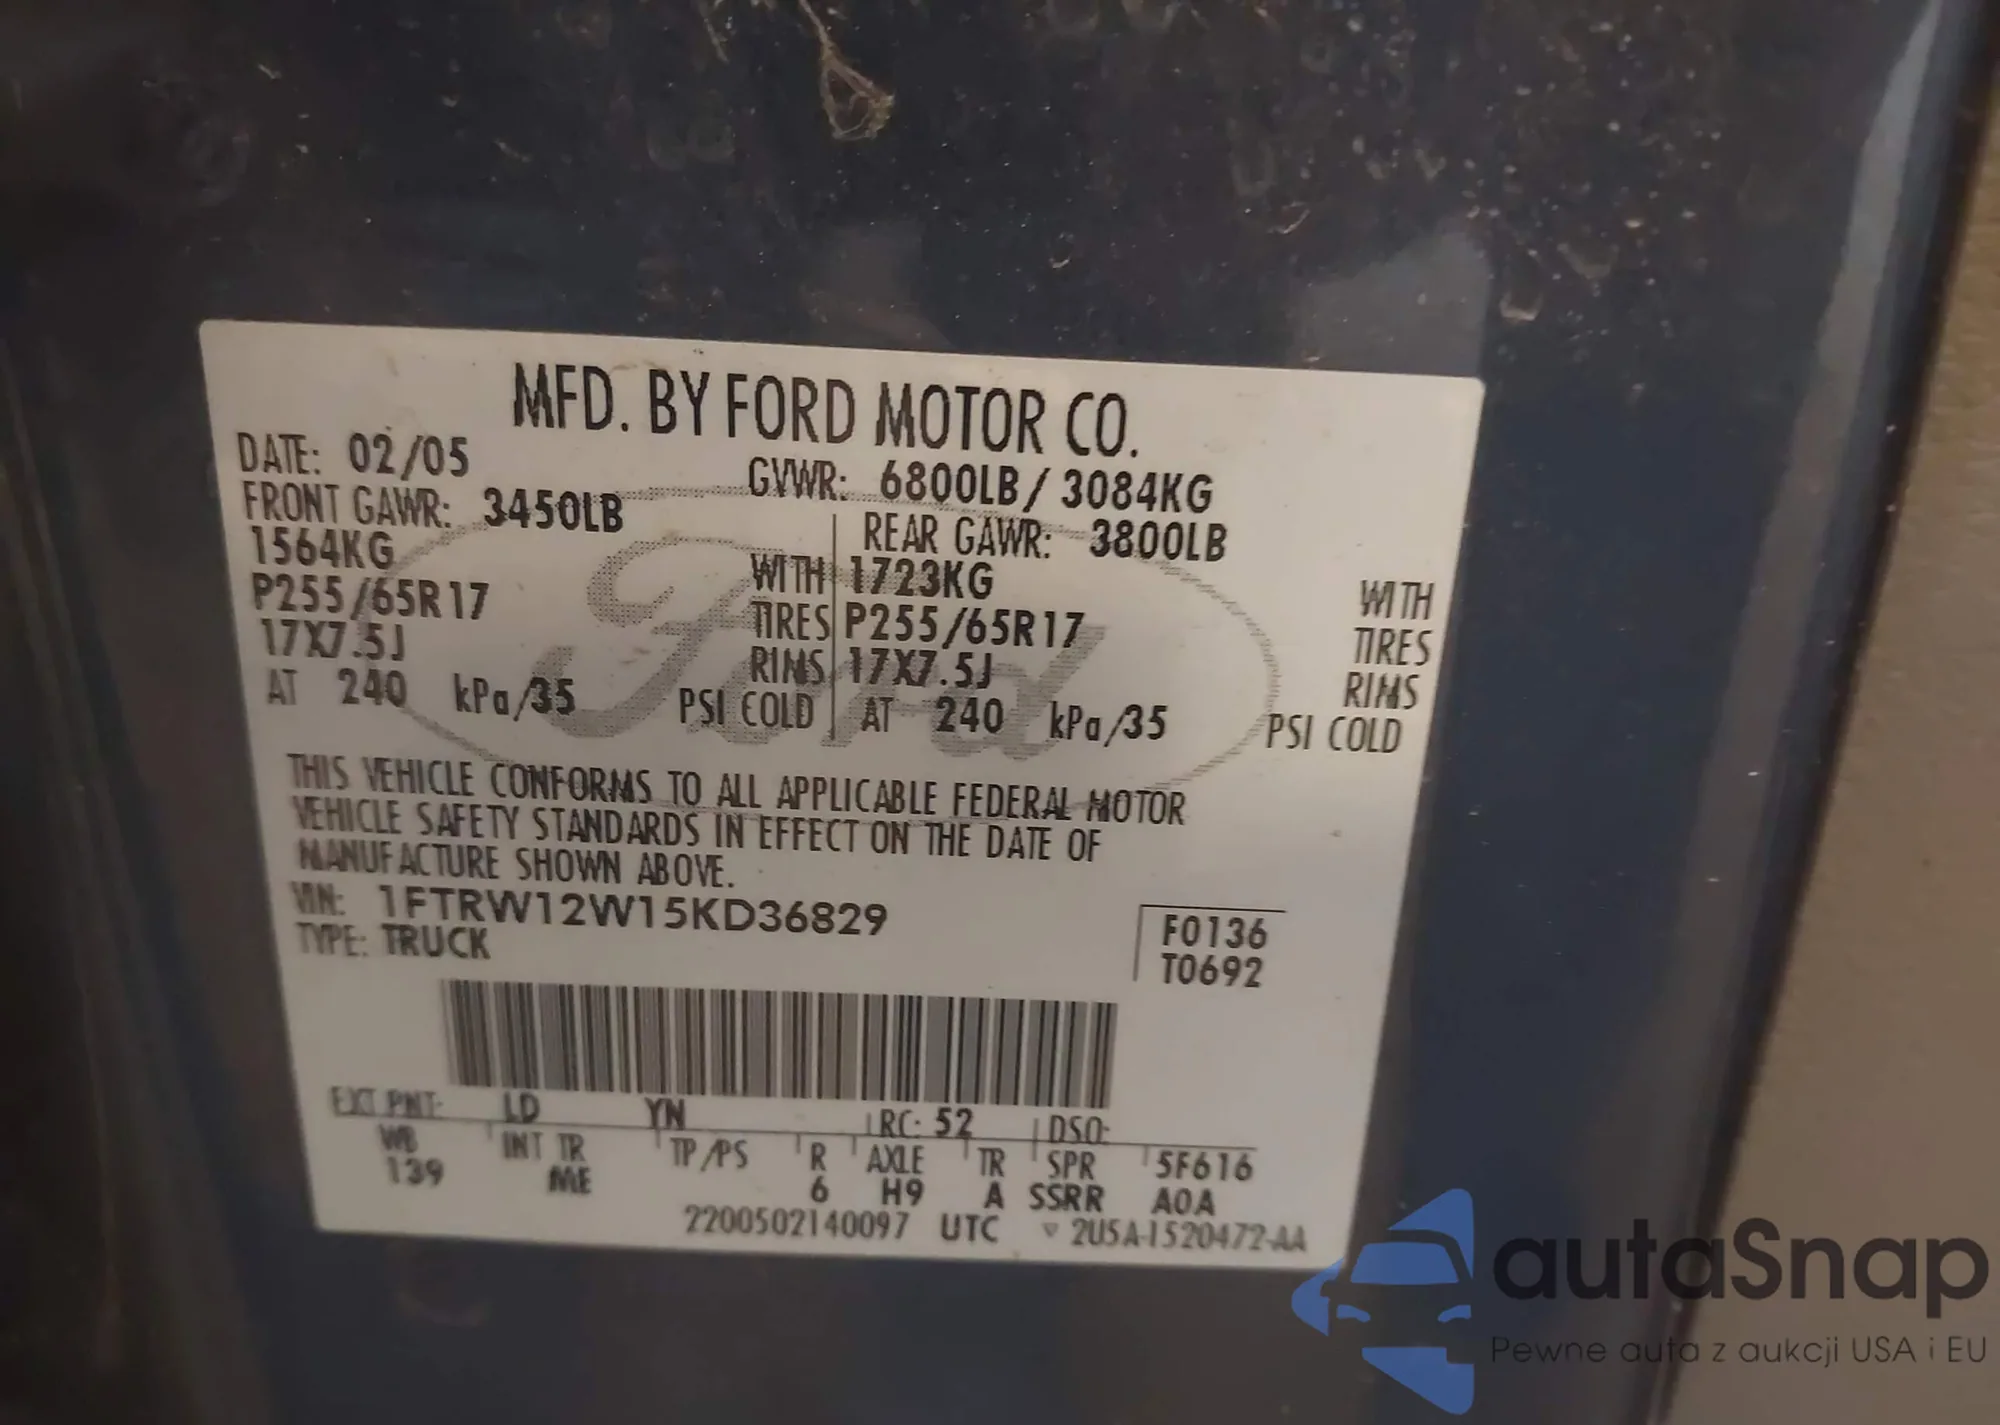 MFD. BY FORD MOTOR CO.
DATE: 02/05 GVWR: 6800LB / 3084KG
FRONT GAWR: 3450LB REAR GAWR: 3800LB
1564KG WITH 1723KG WITH
P255/65R17 TIRES P255/65R17 TIRES
17X7.5J RIMS 17X7.5J RIMS
AT 240 kPa/35 PSI COLD AT 240 kPa/35 PSI COLD
Ford
THIS VEHICLE CONFORMS TO ALL APPLICABLE FEDERAL MOTOR
VEHICLE SAFETY STANDARDS IN EFFECT ON THE DATE OF
MANUFACTURE SHOWN ABOVE.
VIN: 1FTRW12W15KD36829
TYPE: TRUCK
F0136
T0692
EXT PNT: LD YN RC: 52 DSO:
WB INT TR TP/PS R AXLE TR SPR 5F616
139 ME 6 H9 A SSRR A0A
2200502140097 UTC ▽ 2U5A-1520472-AA
autaSnap
Pewne auta z aukcji USA i EU